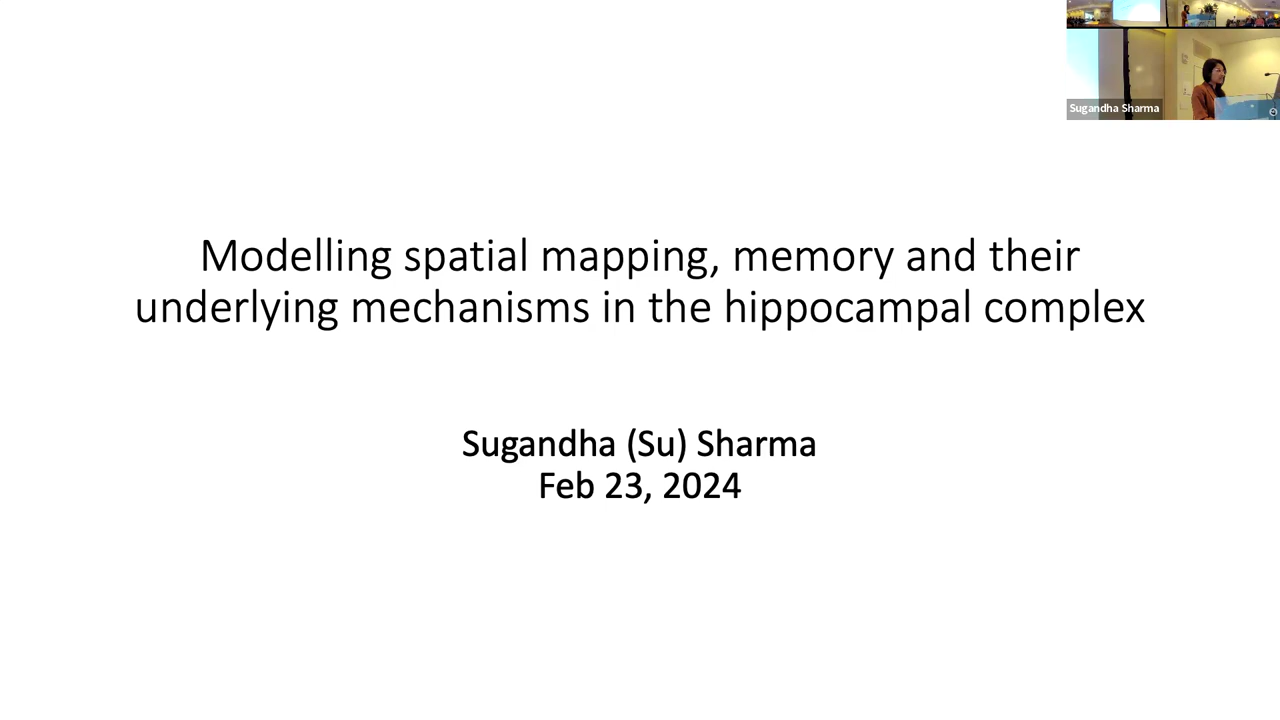 Sugandha Sharma
Modelling spatial mapping, memory and their
underlying mechanisms in the hippocampal complex
Sugandha (Su) Sharma
Feb 23, 2024